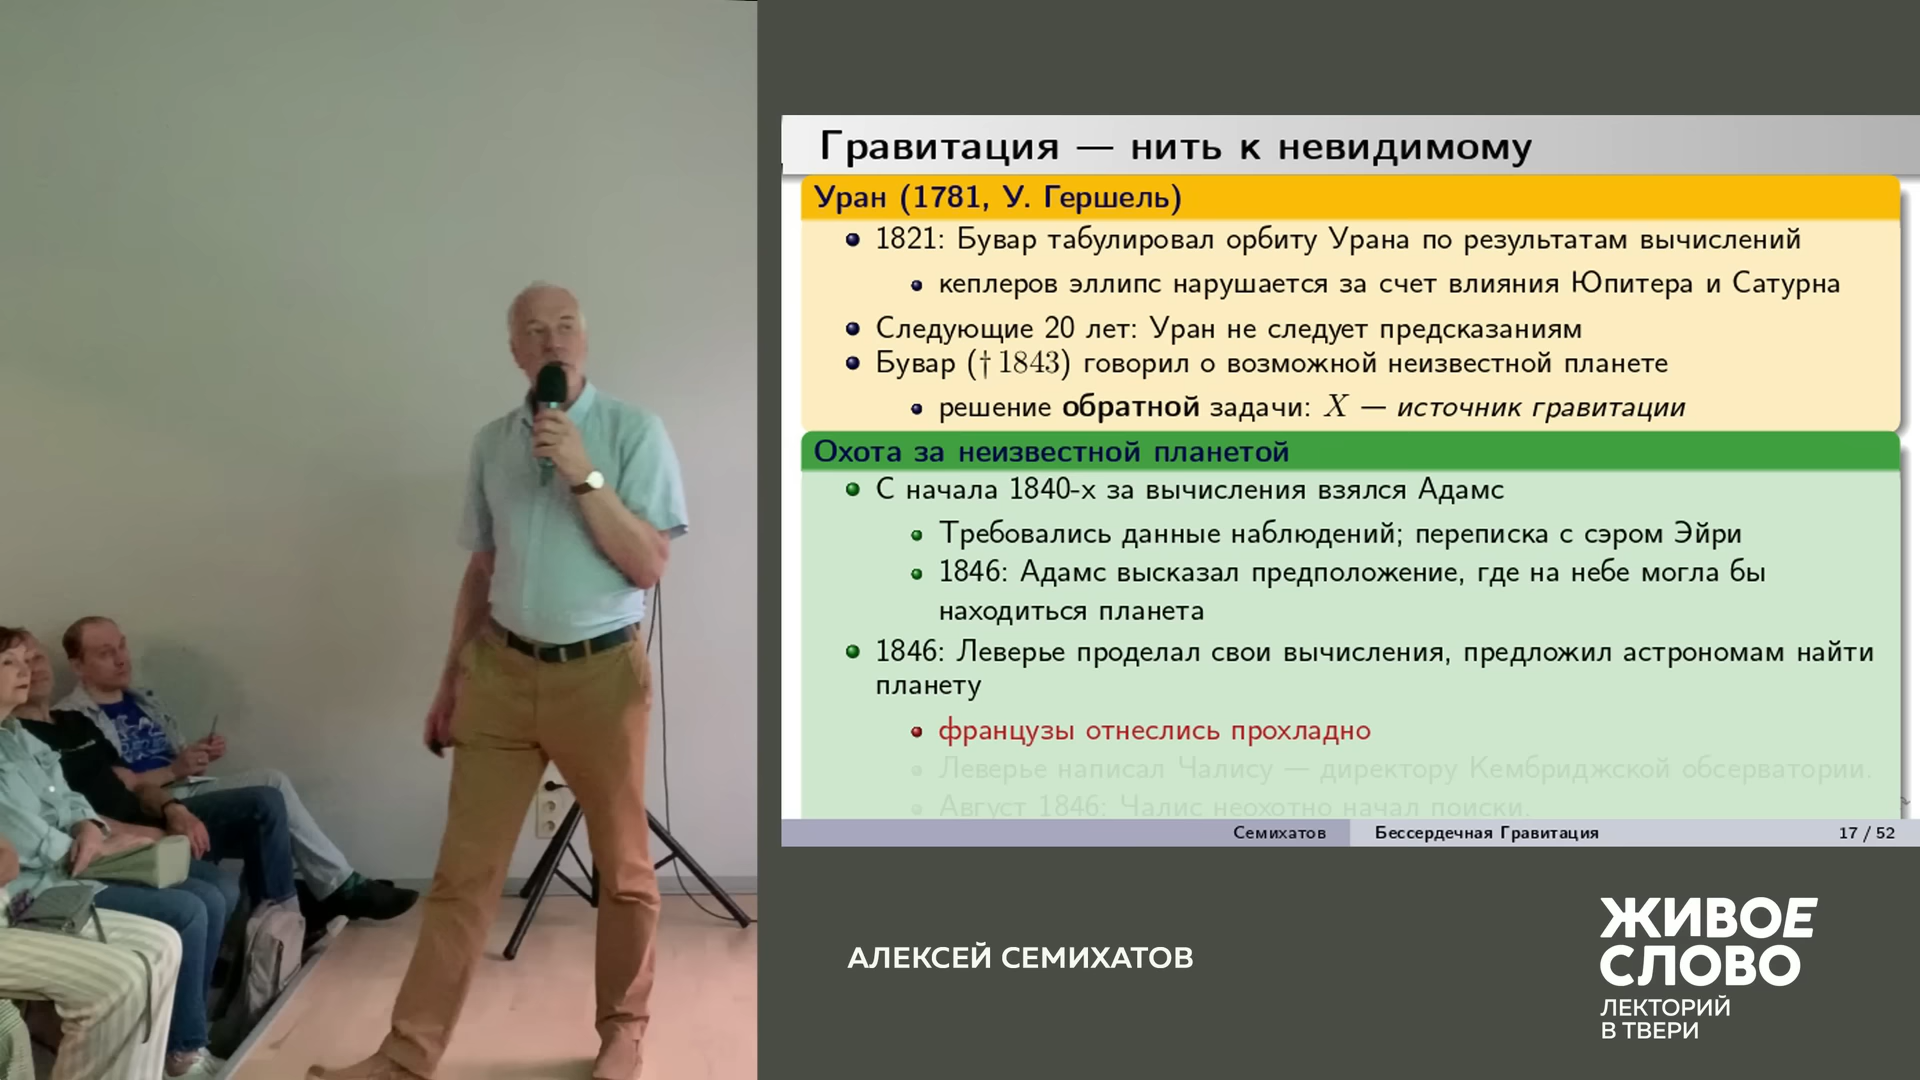 Гравитация — нить к невидимому
Уран (1781, У. Гершель)
1821: Бувар табулировал орбиту Урана по результатам вычислений
кеплеров эллипс нарушается за счет влияния Юпитера и Сатурна
Следующие 20 лет: Уран не следует предсказаниям
Бувар († 1843) говорил о возможной неизвестной планете
решение обратной задачи: X — источник гравитации
Охота за неизвестной планетой
С начала 1840-х за вычисления взялся Адамс
Требовались данные наблюдений; переписка с сэром Эйри
1846: Адамс высказал предположение, где на небе могла бы
находиться планета
1846: Леверье проделал свои вычисления, предложил астрономам найти
планету
французы отнеслись прохладно
Леверье написал Чалису — директору Кембриджской обсерватории.
Август 1846: Чалис неохотно начал поиски.
Семихатов
Бессердечная Гравитация
17 / 52
АЛЕКСЕЙ СЕМИХАТОВ
ЖИВОЕ
СЛОВО
ЛЕКТОРИЙ
В ТВЕРИ